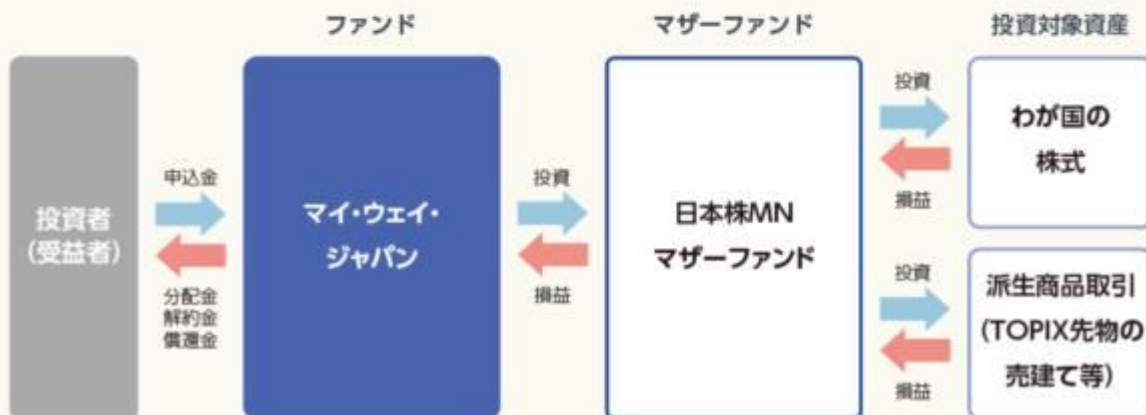 ファンド
マザーファンド
投資対象資産
投資者
(受益者)
申込金
分配金
解約金
償還金
マイ・ウェイ・
ジャパン
投資
損益
日本株MN
マザーファンド
投資
損益
わが国の
株式
投資
損益
派生商品取引
(TOPIX先物の
売建て等)